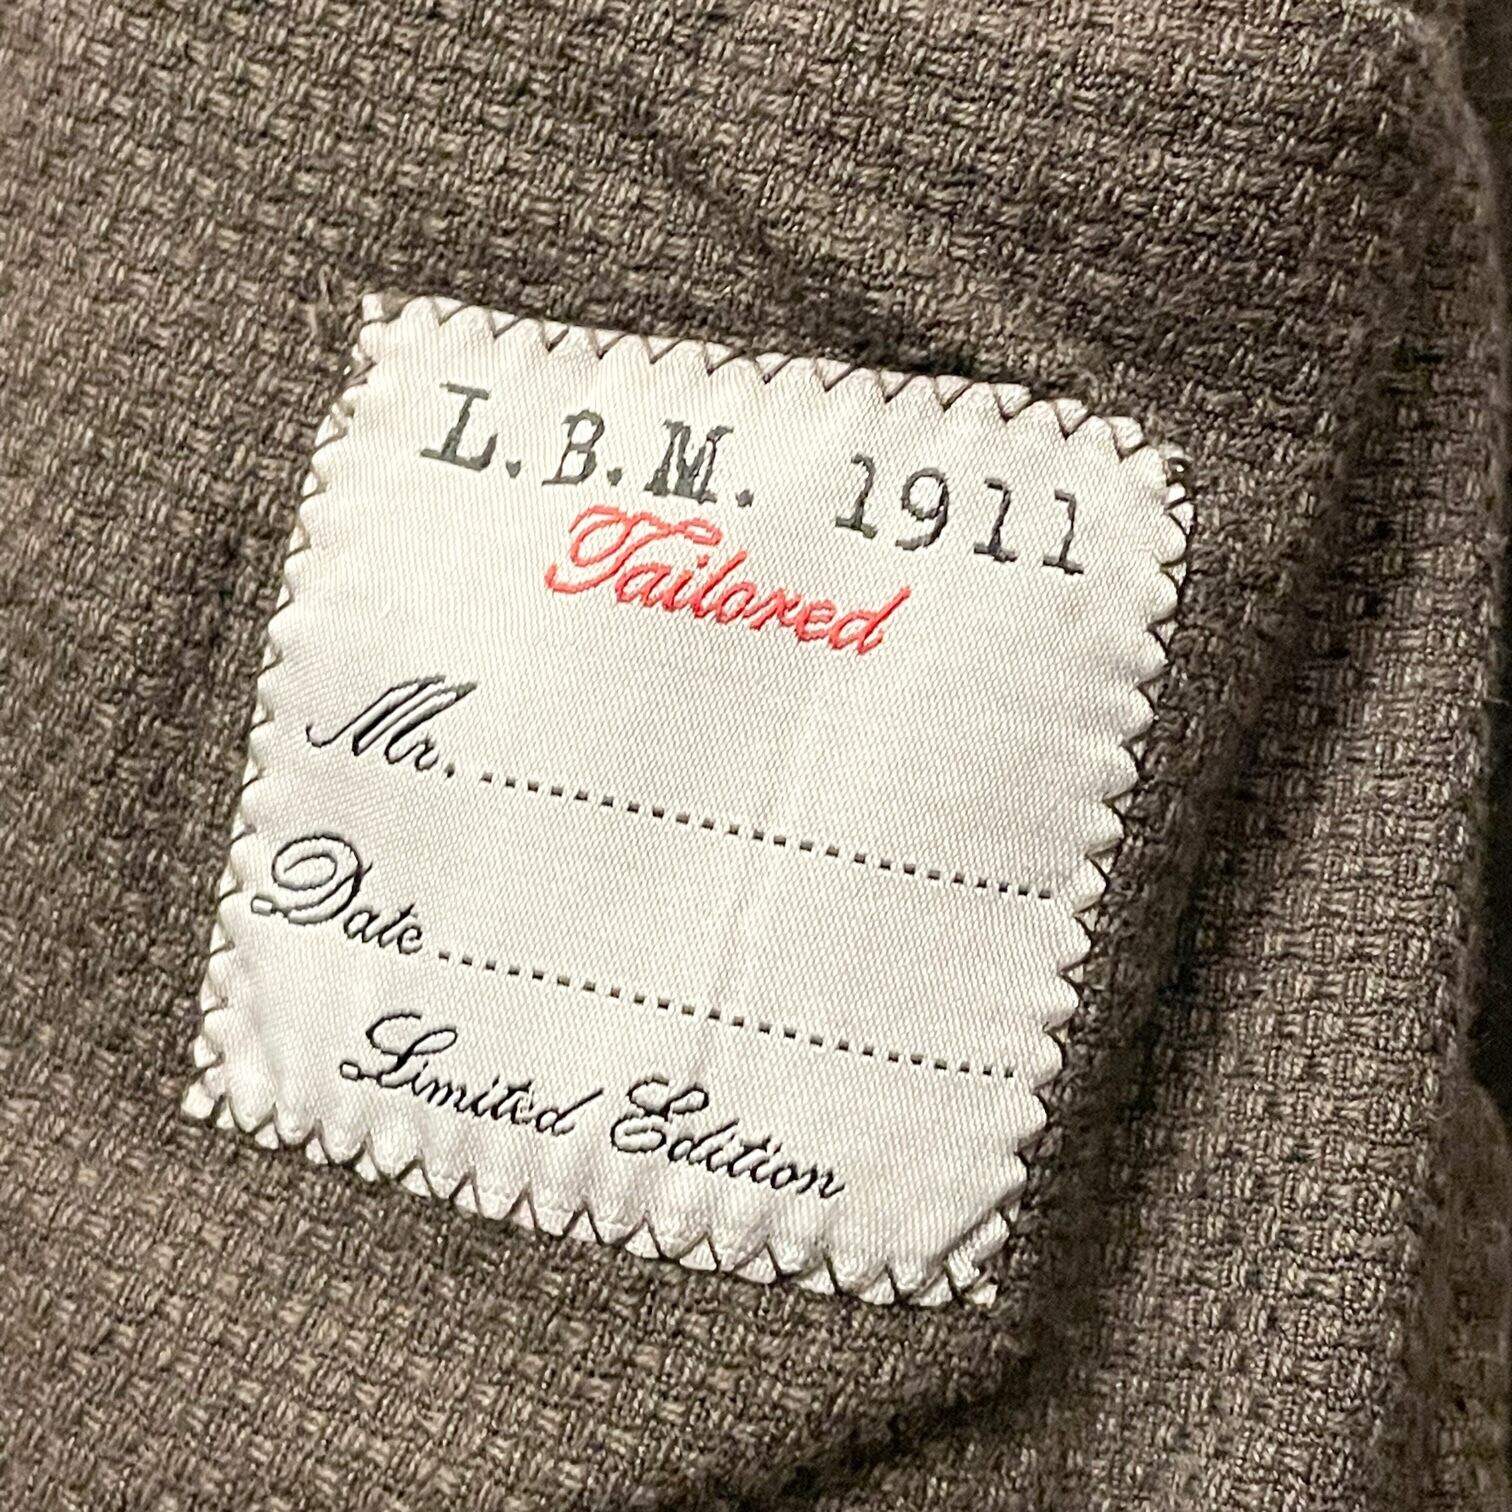 L.B.M. 1911
Tailored
Mr. ........................................
Date ........................................
Limited Edition